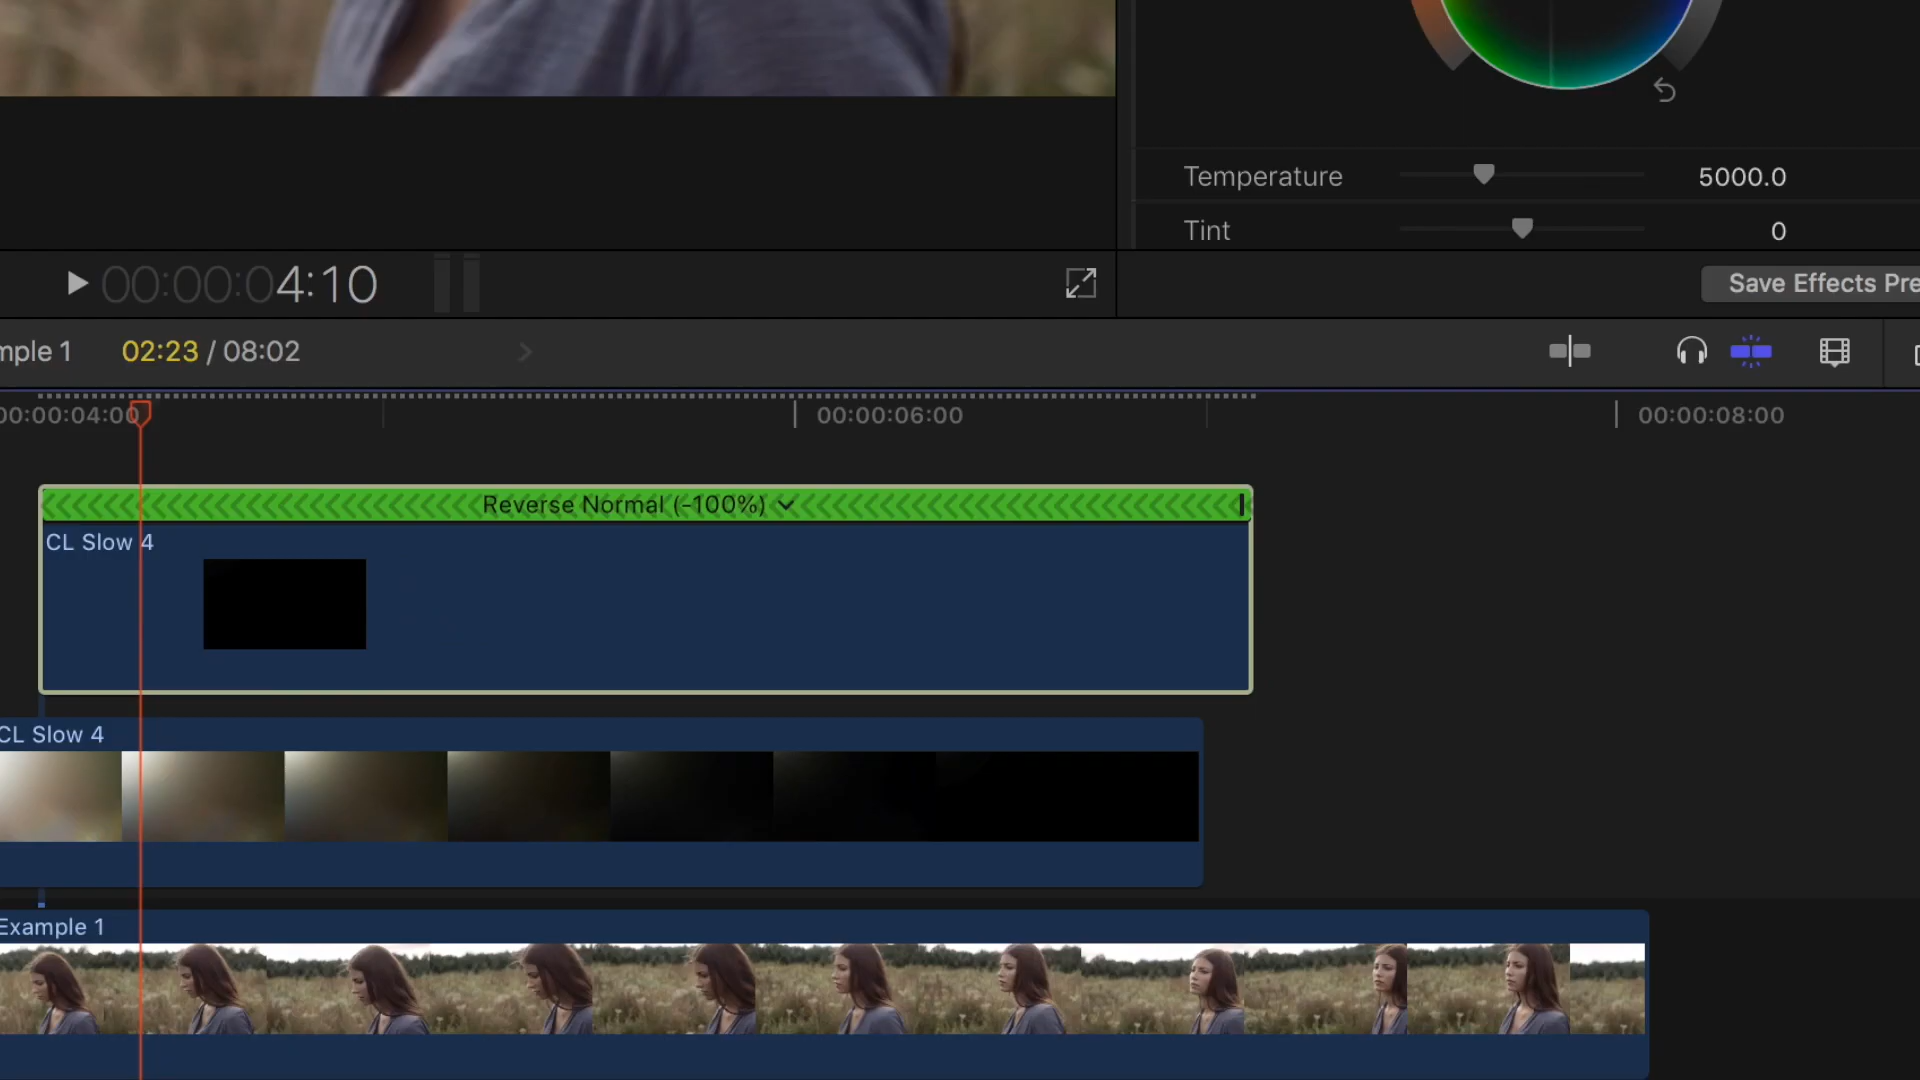 Temperature 5000.0
Tint 0
00:00:04:10
Save Effects Pre
mple 1 02:23 / 08:02
00:00:04:00 00:00:06:00 00:00:08:00
Reverse Normal (-100%)
CL Slow 4
CL Slow 4
Example 1